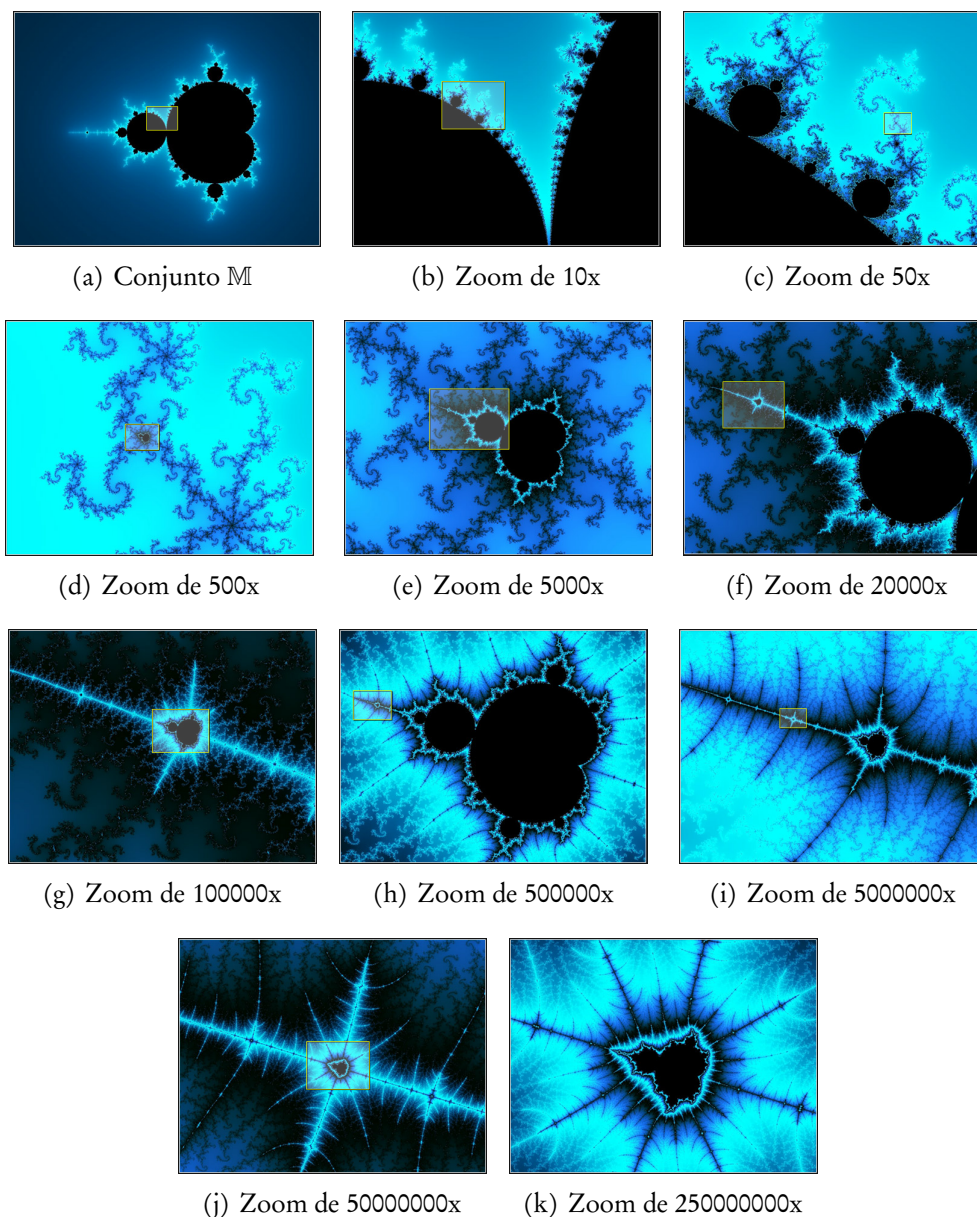 (a) Conjunto 𝕄
(b) Zoom de 10x
(c) Zoom de 50x
(d) Zoom de 500x
(e) Zoom de 5000x
(f) Zoom de 20000x
(g) Zoom de 100000x
(h) Zoom de 500000x
(i) Zoom de 5000000x
(j) Zoom de 50000000x
(k) Zoom de 250000000x